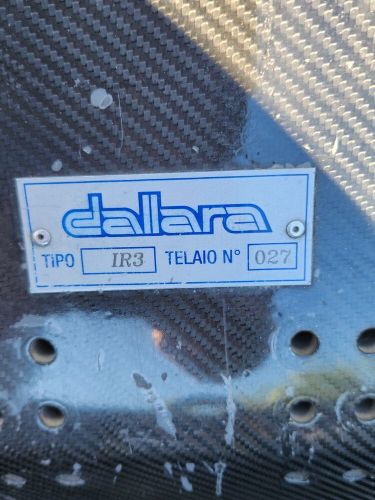 dallara
TIPO IR3 TELAIO N° 027